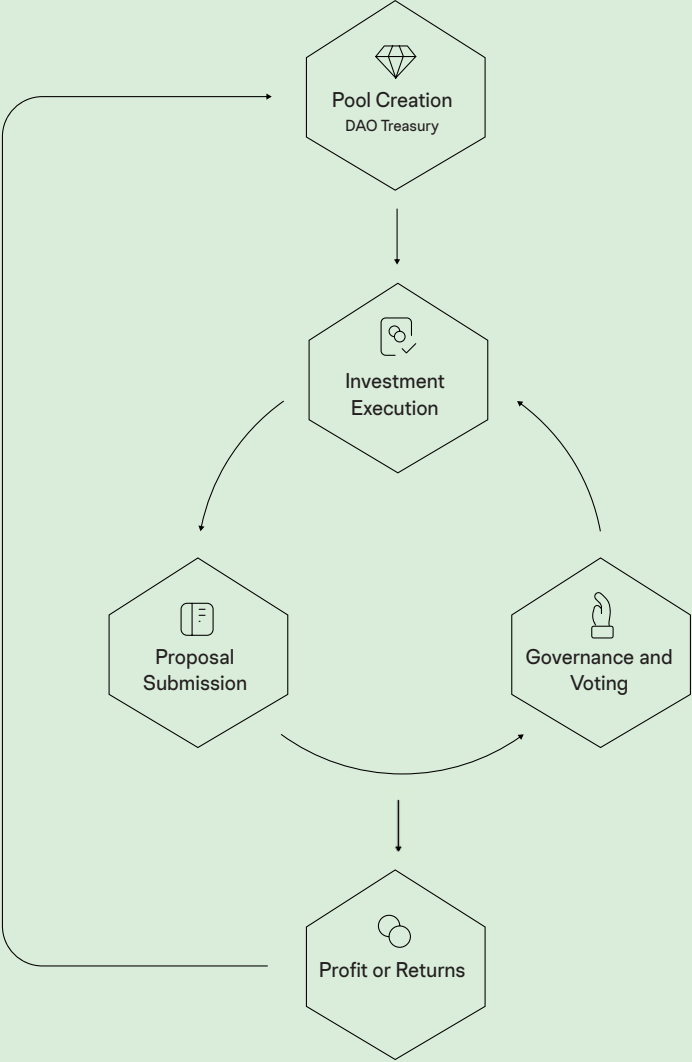 Pool Creation
DAO Treasury
Investment
Execution
Proposal
Submission
Governance and
Voting
Profit or Returns